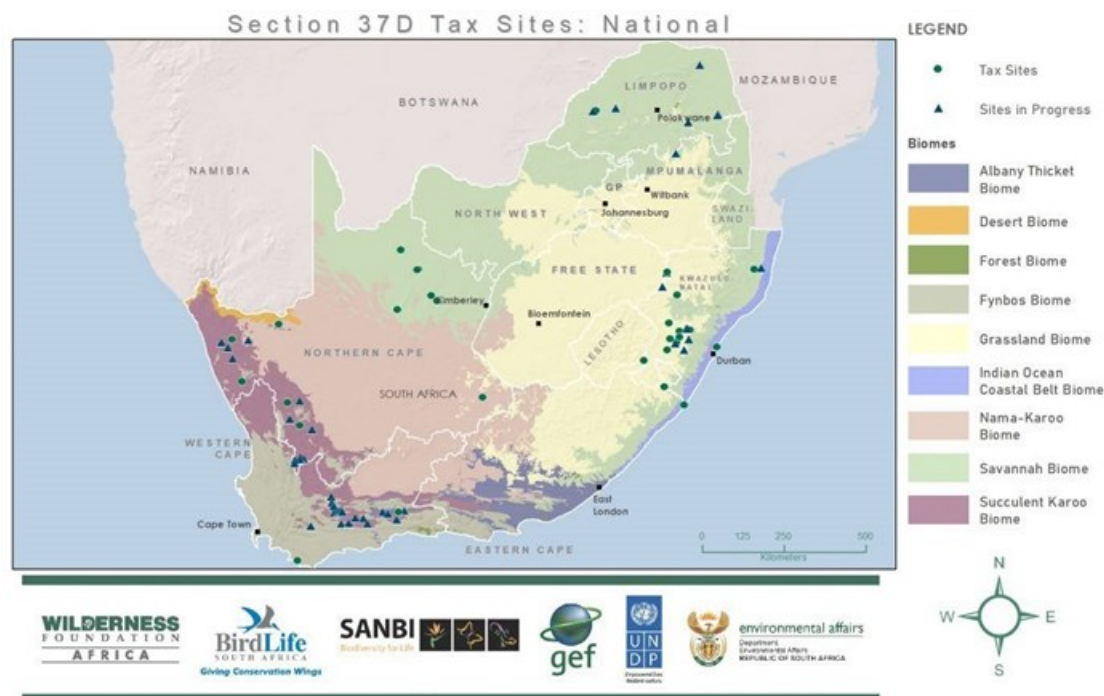 Section 37D Tax Sites: National
LEGEND
Tax Sites
Sites in Progress
Biomes
Albany Thicket
Biome
Desert Biome
Forest Biome
Fynbos Biome
Grassland Biome
Indian Ocean
Coastal Belt Biome
Nama-Karoo
Biome
Savannah Biome
Succulent Karoo
Biome
LIMPOPO
MOZAMBIQUE
BOTSWANA
Polokwane
NAMIBIA
MPUMALANGA
GP
Witbank
Johannesburg
SWAZI-
LAND
NORTH WEST
FREE STATE
KWAZULU-
NATAL
Kimberley
Bloemfontein
LESOTHO
Durban
NORTHERN CAPE
SOUTH AFRICA
WESTERN
CAPE
East
London
Cape Town
EASTERN CAPE
0 125 250 500
Kilometers
N
W E
S
WILDERNESS
FOUNDATION
AFRICA
BirdLife
SOUTH AFRICA
Giving Conservation Wings
SANBI
Biodiversity for Life
gef
U N
D P
Empowered lives.
Resilient nations.
environmental affairs
Department:
Environmental Affairs
REPUBLIC OF SOUTH AFRICA